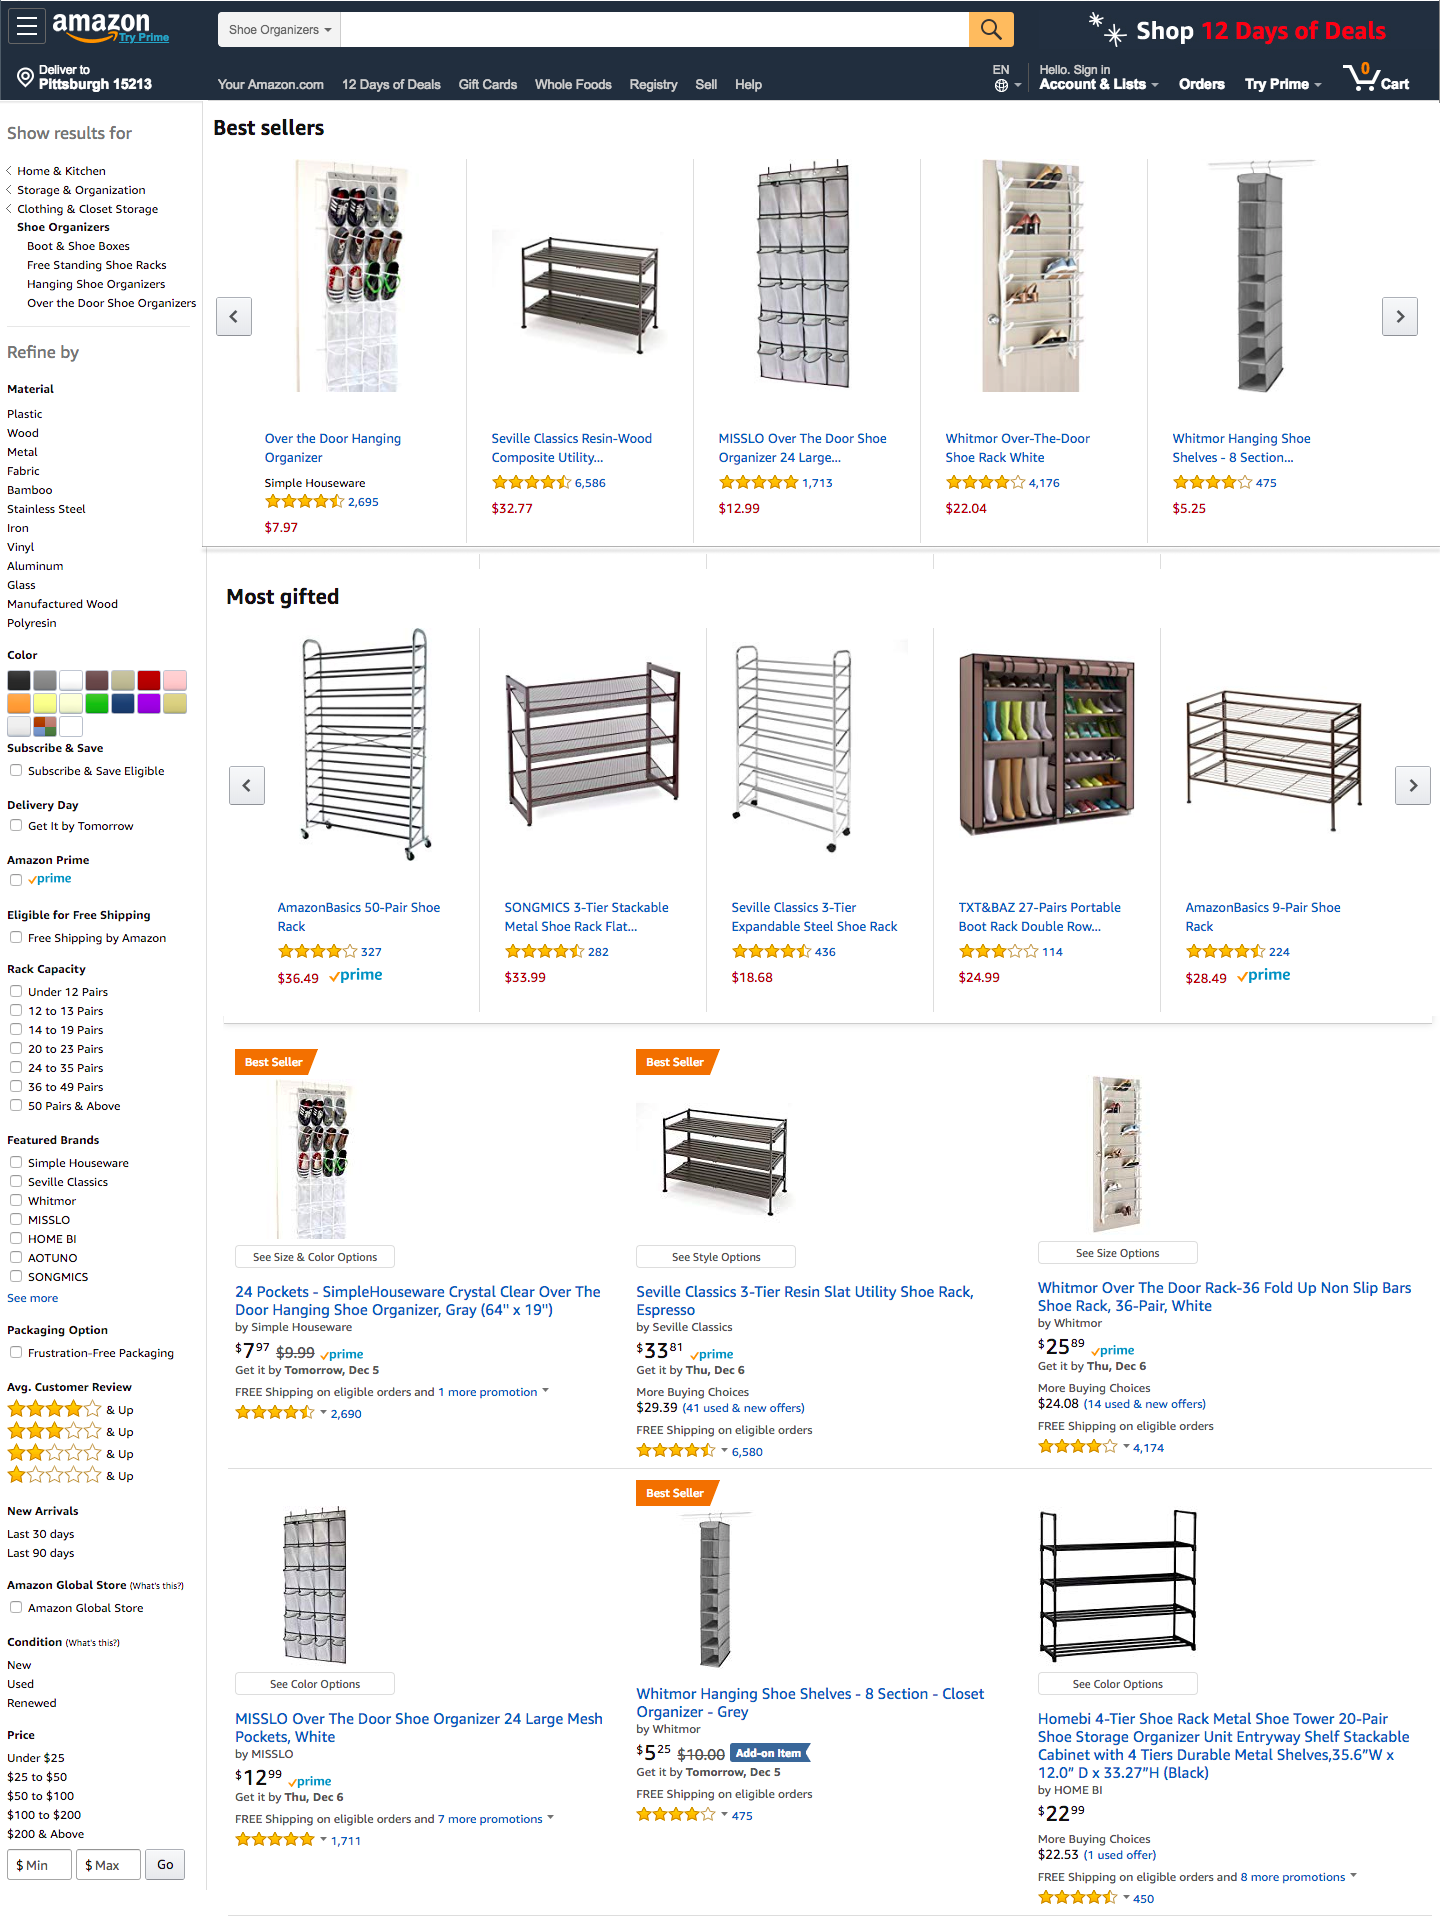 amazon
Try Prime
Shoe Organizers
Shop 12 Days of Deals
Deliver to
Pittsburgh 15213
Your Amazon.com 12 Days of Deals Gift Cards Whole Foods Registry Sell Help
EN
Hello. Sign in
Account & Lists
Orders
Try Prime
0
Cart
Show results for
Home & Kitchen
Storage & Organization
Clothing & Closet Storage
Shoe Organizers
Boot & Shoe Boxes
Free Standing Shoe Racks
Hanging Shoe Organizers
Over the Door Shoe Organizers
Refine by
Material
Plastic
Wood
Metal
Fabric
Bamboo
Stainless Steel
Iron
Vinyl
Aluminum
Glass
Manufactured Wood
Polyresin
Color
Subscribe & Save
Subscribe & Save Eligible
Delivery Day
Get It by Tomorrow
Amazon Prime
prime
Eligible for Free Shipping
Free Shipping by Amazon
Rack Capacity
Under 12 Pairs
12 to 13 Pairs
14 to 19 Pairs
20 to 23 Pairs
24 to 35 Pairs
36 to 49 Pairs
50 Pairs & Above
Featured Brands
Simple Houseware
Seville Classics
Whitmor
MISSLO
HOME BI
AOTUNO
SONGMICS
See more
Packaging Option
Frustration-Free Packaging
Avg. Customer Review
& Up
& Up
& Up
& Up
New Arrivals
Last 30 days
Last 90 days
Amazon Global Store (What's this?)
Amazon Global Store
Condition (What's this?)
New
Used
Renewed
Price
Under $25
$25 to $50
$50 to $100
$100 to $200
$200 & Above
$ Min $ Max Go
Best sellers
Over the Door Hanging
Organizer
Simple Houseware
2,695
$7.97
Seville Classics Resin-Wood
Composite Utility...
6,586
$32.77
MISSLO Over The Door Shoe
Organizer 24 Large...
1,713
$12.99
Whitmor Over-The-Door
Shoe Rack White
4,176
$22.04
Whitmor Hanging Shoe
Shelves - 8 Section...
475
$5.25
Most gifted
AmazonBasics 50-Pair Shoe
Rack
327
$36.49 prime
SONGMICS 3-Tier Stackable
Metal Shoe Rack Flat...
282
$33.99
Seville Classics 3-Tier
Expandable Steel Shoe Rack
436
$18.68
TXT&BAZ 27-Pairs Portable
Boot Rack Double Row...
114
$24.99
AmazonBasics 9-Pair Shoe
Rack
224
$28.49 prime
Best Seller
See Size & Color Options
24 Pockets - SimpleHouseware Crystal Clear Over The
Door Hanging Shoe Organizer, Gray (64" x 19")
by Simple Houseware
$7.97 $9.99 prime
Get it by Tomorrow, Dec 5
FREE Shipping on eligible orders and 1 more promotion
2,690
Best Seller
See Style Options
Seville Classics 3-Tier Resin Slat Utility Shoe Rack,
Espresso
by Seville Classics
$33 81 prime
Get it by Thu, Dec 6
More Buying Choices
$29.39 (41 used & new offers)
FREE Shipping on eligible orders
6,580
See Size Options
Whitmor Over The Door Rack-36 Fold Up Non Slip Bars
Shoe Rack, 36-Pair, White
by Whitmor
$25 89 prime
Get it by Thu, Dec 6
More Buying Choices
$24.08 (14 used & new offers)
FREE Shipping on eligible orders
4,174
See Color Options
MISSLO Over The Door Shoe Organizer 24 Large Mesh
Pockets, White
by MISSLO
$12 99 prime
Get it by Thu, Dec 6
FREE Shipping on eligible orders and 7 more promotions
1,711
Best Seller
Whitmor Hanging Shoe Shelves - 8 Section - Closet
Organizer - Grey
by Whitmor
$5 25 $10.00 Add-on Item
Get it by Tomorrow, Dec 5
FREE Shipping on eligible orders
475
See Color Options
Homebi 4-Tier Shoe Rack Metal Shoe Tower 20-Pair
Shoe Storage Organizer Unit Entryway Shelf Stackable
Cabinet with 4 Tiers Durable Metal Shelves,35.6”W x
12.0” D x 33.27”H (Black)
by HOME BI
$22 99
More Buying Choices
$22.53 (1 used offer)
FREE Shipping on eligible orders and 8 more promotions
450